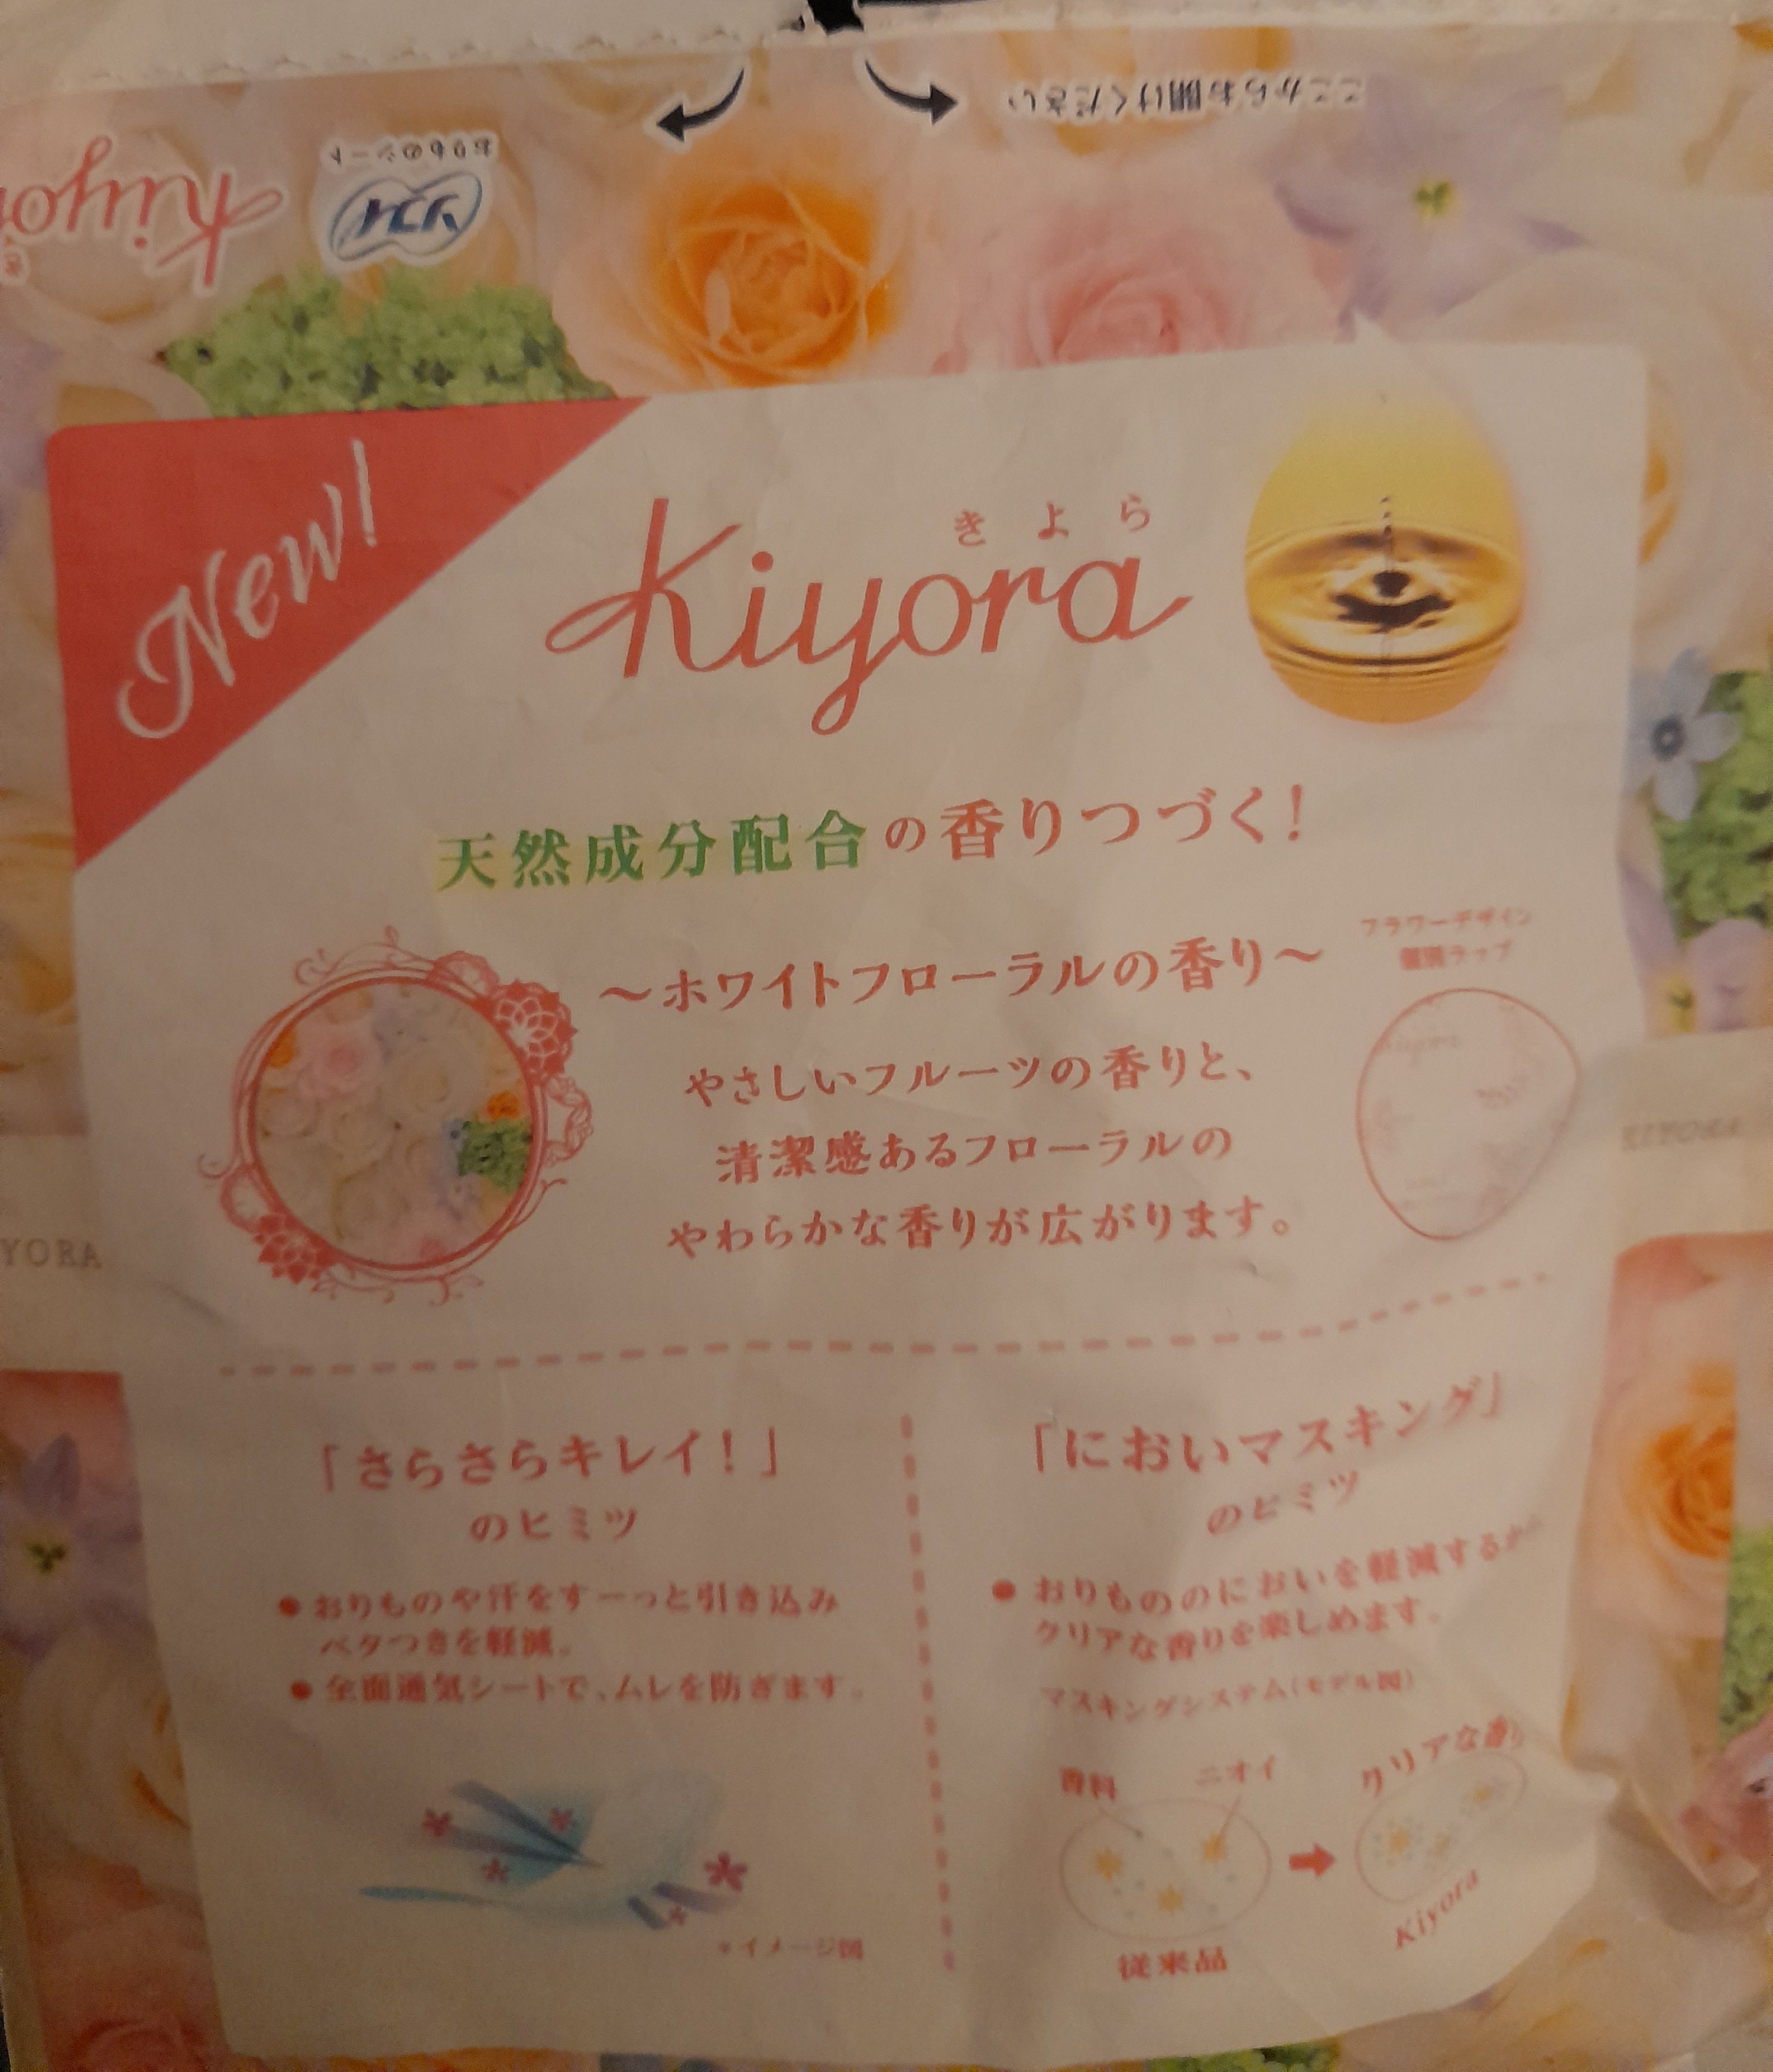 ここからお開けください
おりものシート
ソフィ
Kiyor
き
New!
きよら
Kiyora
天然成分配合の香りつづく!
～ホワイトフローラルの香り～
やさしいフルーツの香りと、
清潔感あるフローラルの
やわらかな香りが広がります。
フラワーデザイン
個別ラップ
Kiyora
YORA
KIYORA
「さらさらキレイ!」
のヒミツ
●おりものや汗をすーっと引き込み
ベタつきを軽減。
●全面通気シートで、ムレを防ぎます。
*イメージ図
「においマスキング」
のヒミツ
●おりもののにおいを軽減するから
クリアな香りを楽しめます。
マスキングシステム(モデル図)
香料
ニオイ
クリアな香り
従来品
Kiyora